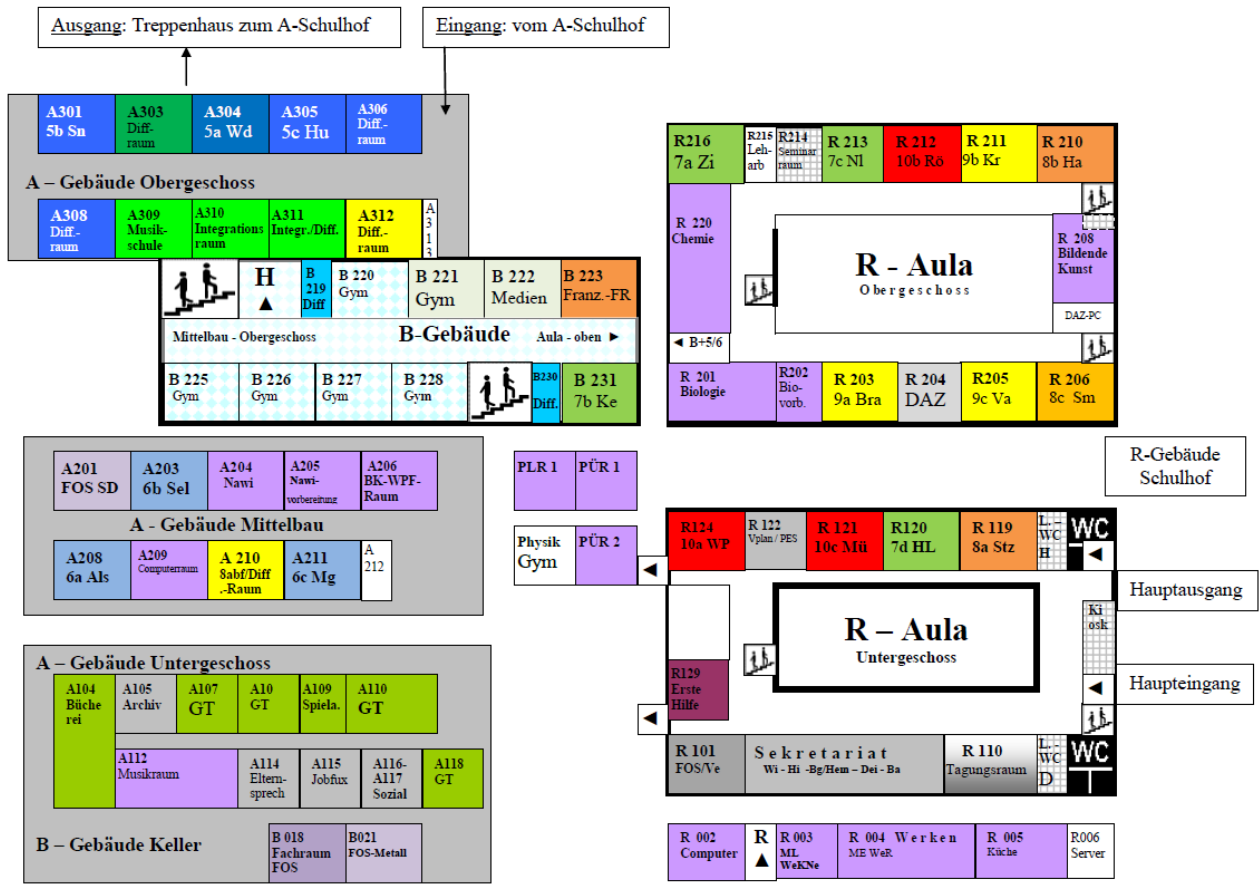 Ausgang: Treppenhaus zum A-Schulhof
Eingang: vom A-Schulhof
A301
5b Sn
A303
Diff-
raum
A304
5a Wd
A305
5c Hu
A306
Diff.-
raum
A – Gebäude Obergeschoss
A308
Diff.-
raum
A309
Musik-
schule
A310
Integrations
raum
A311
Integr./Diff.
A312
Diff.-
raum
A
3
1
3
H
▲
B
219
Diff
B 220
Gym
B 221
Gym
B 222
Medien
B 223
Franz.-FR
Mittelbau - Obergeschoss
B-Gebäude
Aula - oben ►
B 225
Gym
B 226
Gym
B 227
Gym
B 228
Gym
B230
Diff.
B 231
7b Ke
R216
7a Zi
R215
Leh-
arb
R214
Seminar
raum
R 213
7c Nl
R 212
10b Rö
R 211
9b Kr
R 210
8b Ha
R 220
Chemie
R - Aula
Obergeschoss
R 208
Bildende
Kunst
DAZ-PC
◄ B+5/6
R 201
Biologie
R202
Bio-
vorb.
R 203
9a Bra
R 204
DAZ
R205
9c Va
R 206
8c Sm
A201
FOS SD
A203
6b Sel
A204
Nawi
A205
Nawi-
vorbereitung
A206
BK-WPF-
Raum
A - Gebäude Mittelbau
A208
6a Als
A209
Computerraum
A 210
8abf/Diff
.-Raum
A211
6c Mg
A
212
PLR 1
PÜR 1
Physik
Gym
PÜR 2
R-Gebäude
Schulhof
R124
10a WP
R 122
Vplan / PES
R 121
10c Mü
R120
7d HL
R 119
8a Stz
L. -
WC
H
WC
Hauptausgang
R – Aula
Untergeschoss
Ki
osk
Haupteingang
R129
Erste
Hilfe
R 101
FOS/Ve
Sekretariat
Wi - Hi -Bg/Hem – Dei - Ba
R 110
Tagungsraum
L. -
WC
D
WC
A – Gebäude Untergeschoss
A104
Büche
rei
A105
Archiv
A107
GT
A10
GT
A109
Spiela.
A110
GT
A112
Musikraum
A114
Eltern-
sprech
A115
Jobfux
A116-
A117
Sozial
A118
GT
B – Gebäude Keller
B 018
Fachraum
FOS
B021
FOS-Metall
R 002
Computer
R
▲
R 003
ML
WeKNe
R 004 Werken
ME WeR
R 005
Küche
R006
Server